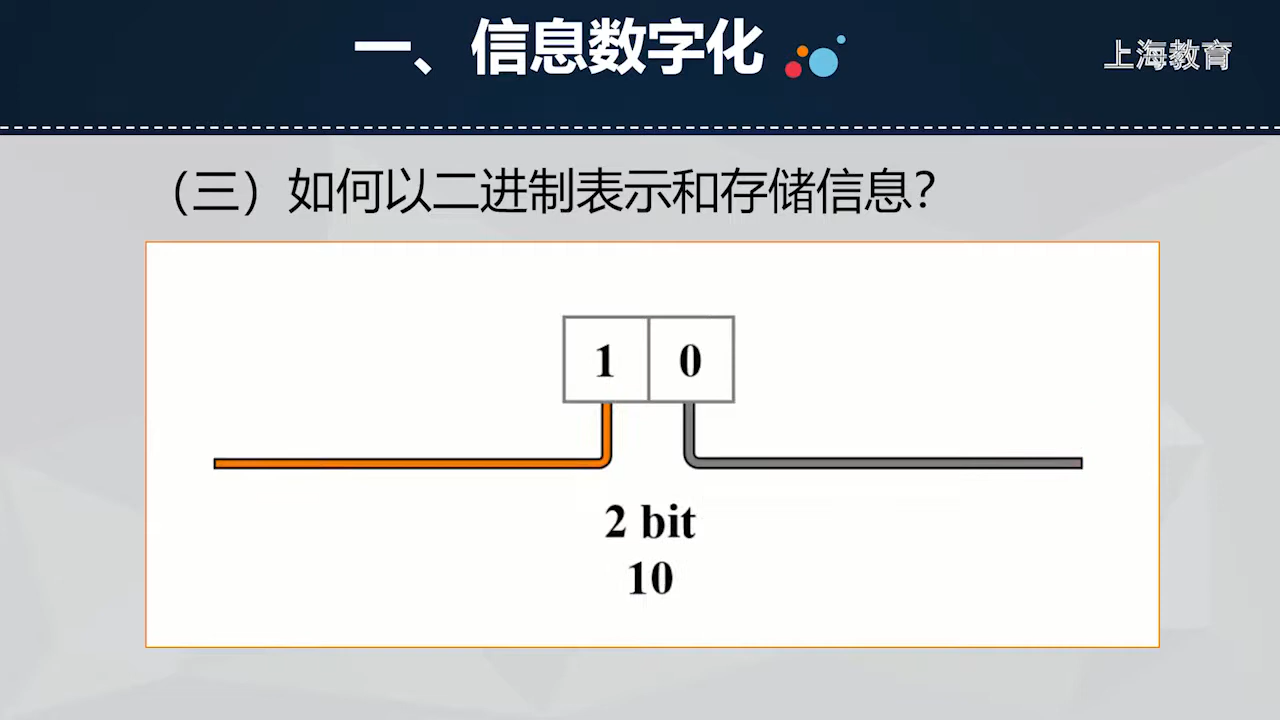 一、信息数字化
上海教育
（三）如何以二进制表示和存储信息？
1 0
2 bit
10